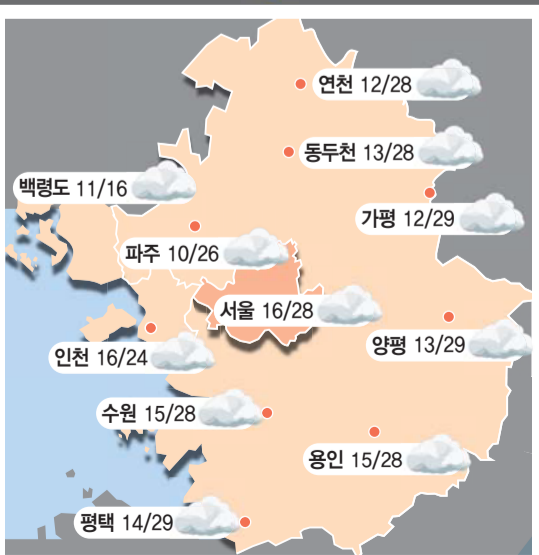 연천 12/28
동두천 13/28
백령도 11/16
가평 12/29
파주 10/26
서울 16/28
인천 16/24
양평 13/29
수원 15/28
용인 15/28
평택 14/29